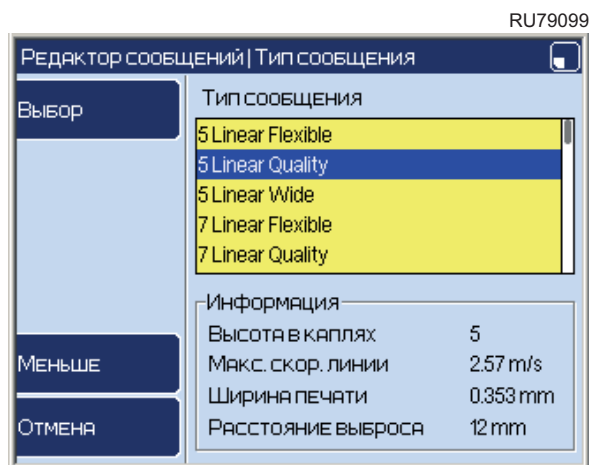 RU79099
Редактор сообщений|Тип сообщения
Выбор
Тип сообщения
5 Linear Flexible
5 Linear Quality
5 Linear Wide
7 Linear Flexible
7 Linear Quality
Информация
Высота в каплях 5
Макс. скор. линии 2.57 m/s
Ширина печати 0.353 mm
Расстояние выброса 12 mm
Меньше
Отмена